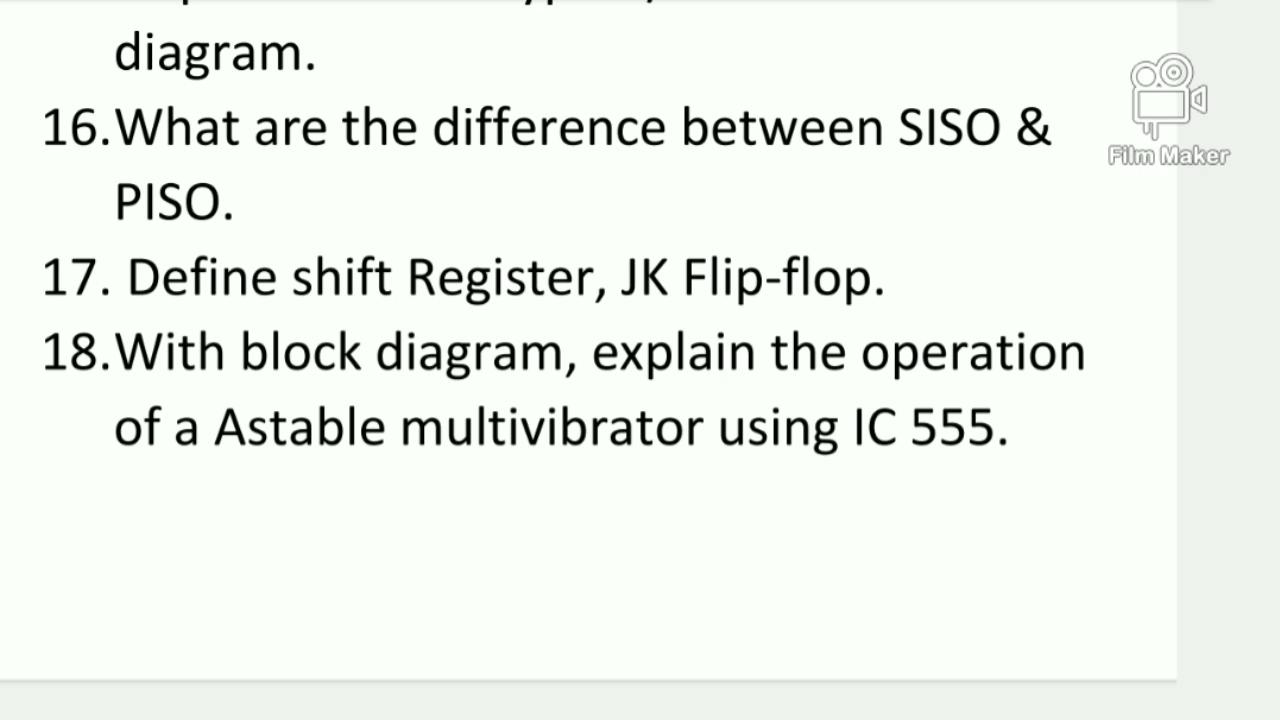 diagram.
16.What are the difference between SISO &
PISO.
17. Define shift Register, JK Flip-flop.
18.With block diagram, explain the operation
of a Astable multivibrator using IC 555.
Film Maker